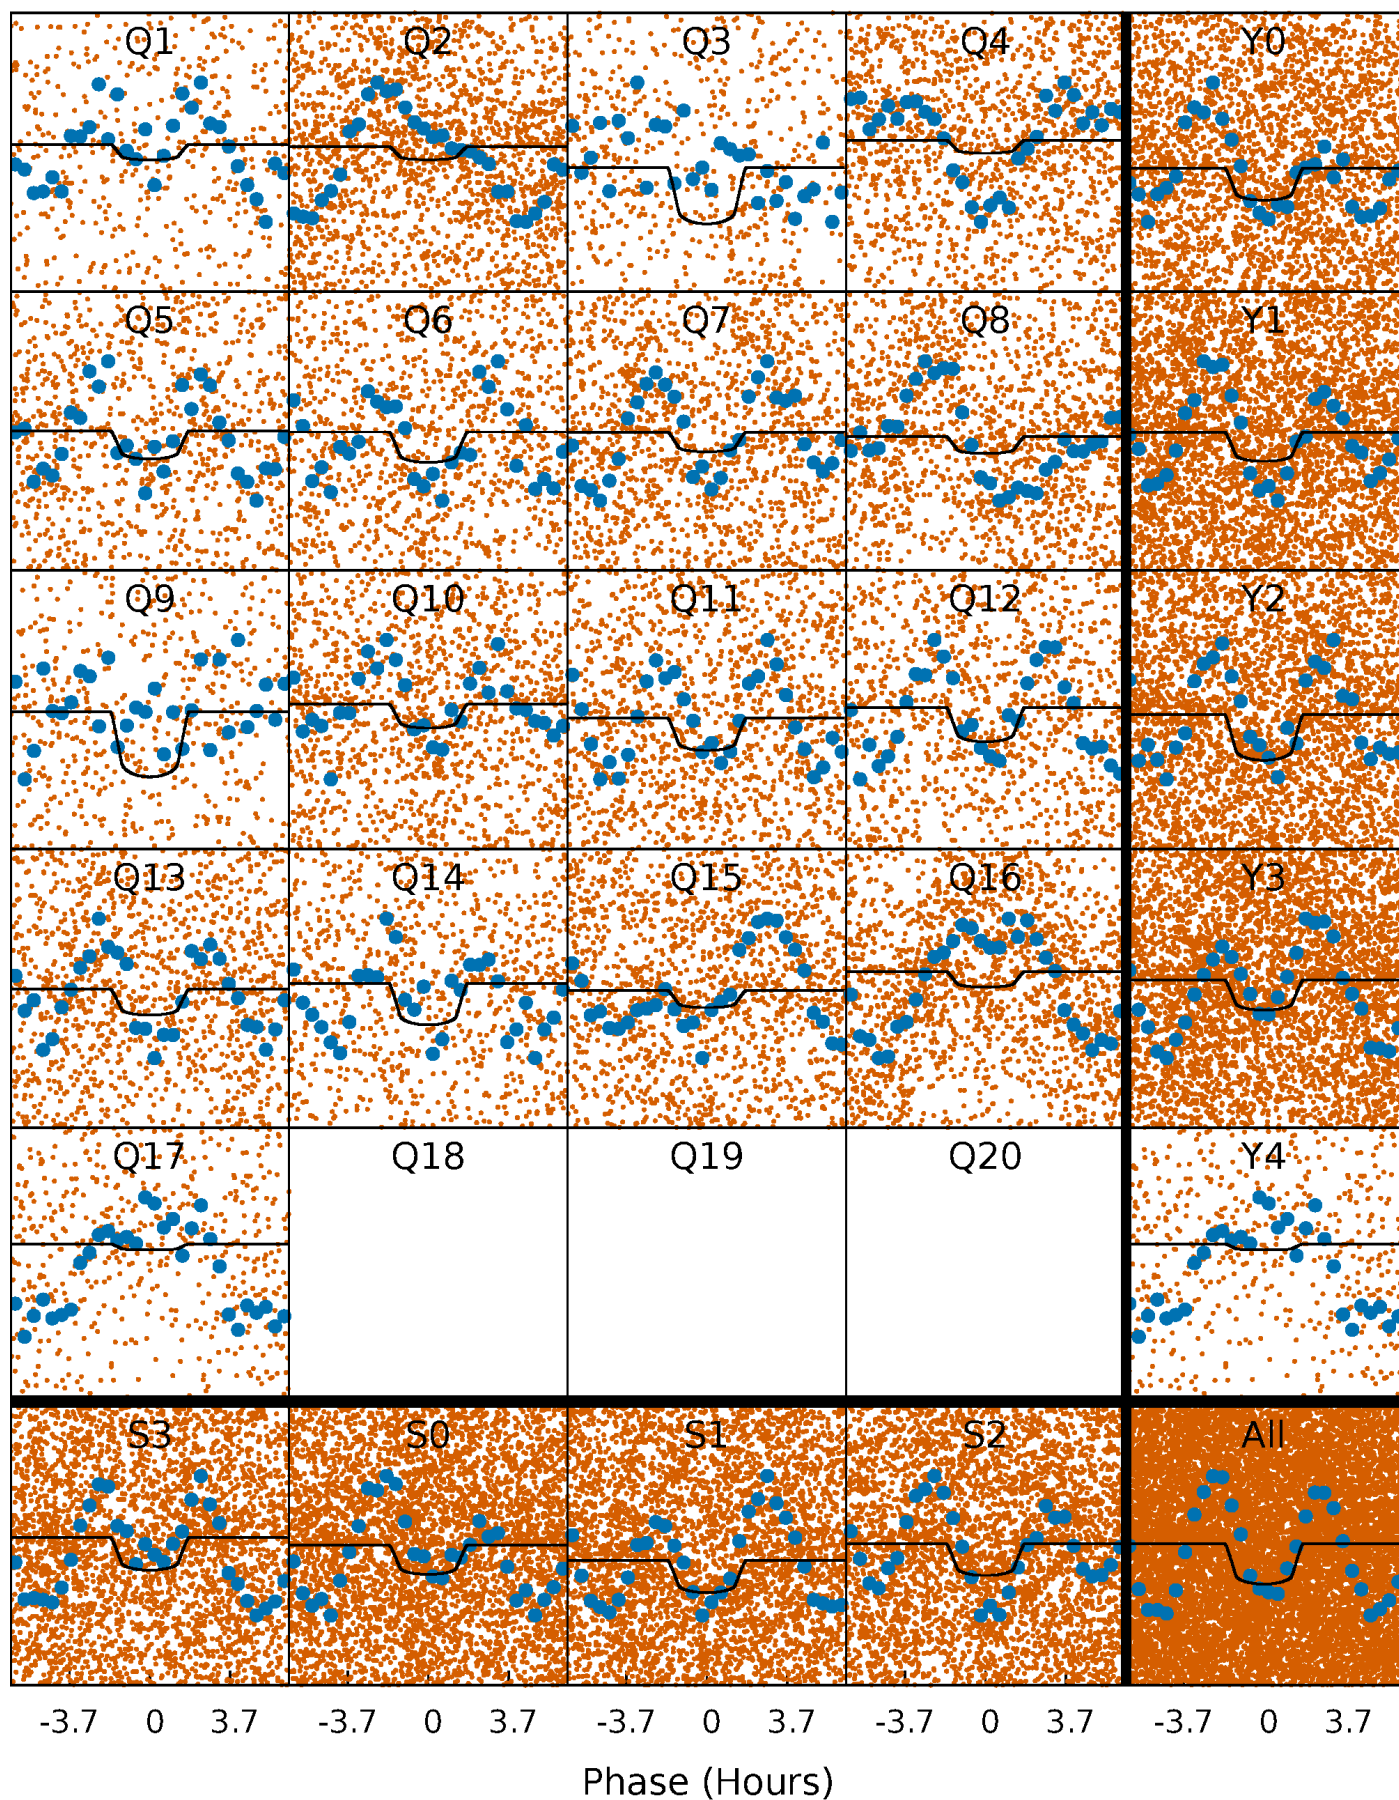 Q1 Q2 Q3 Q4 Y0
Q5 Q6 Q7 Q8 Y1
Q9 Q10 Q11 Q12 Y2
Q13 Q14 Q15 Q16 Y3
Q17 Q18 Q19 Q20 Y4
S3 S0 S1 S2 All
-3.7 0 3.7 -3.7 0 3.7 -3.7 0 3.7 -3.7 0 3.7 -3.7 0 3.7
Phase (Hours)